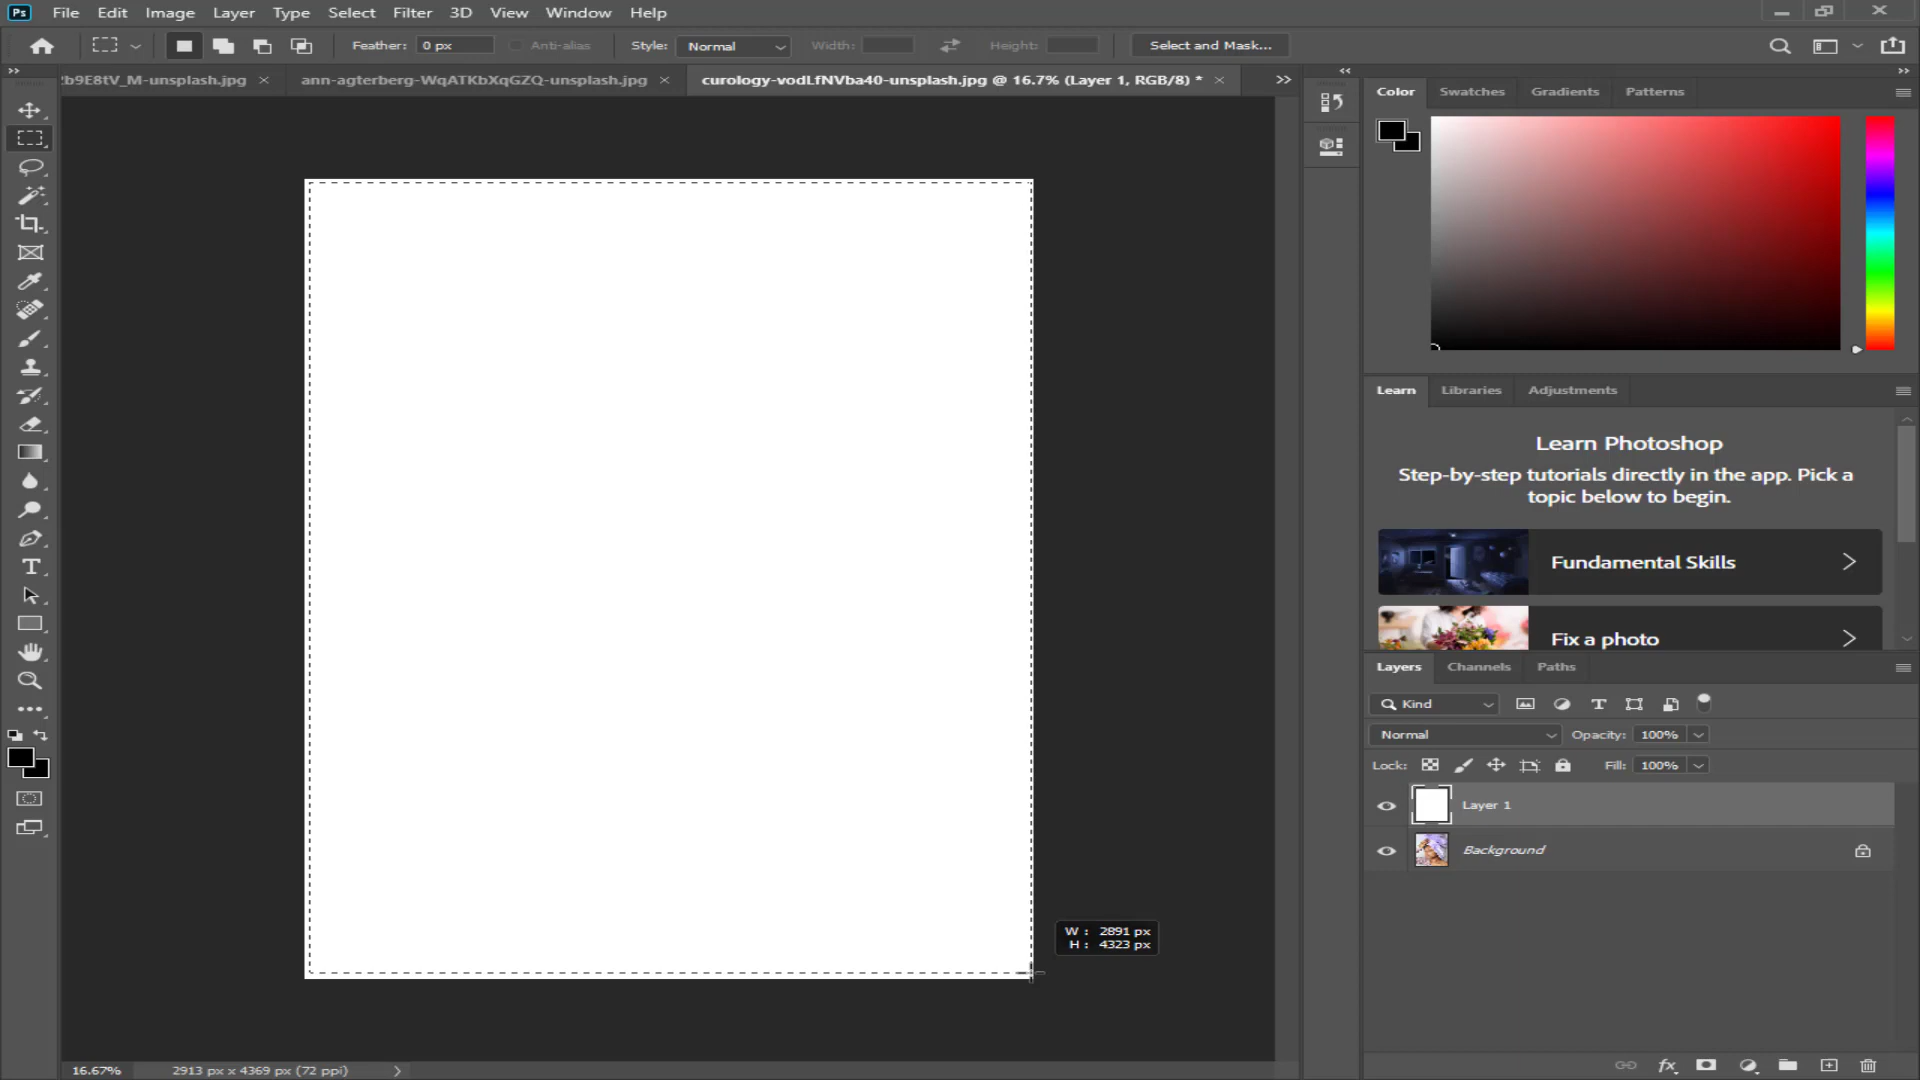 Ps File Edit Image Layer Type Select Filter 3D View Window Help
Feather: 0 px Anti-alias Style: Normal Width: Height: Select and Mask...
b9E8tV_M-unsplash.jpg ann-agterberg-WqATKbXqGZQ-unsplash.jpg curology-vodLfNVba40-unsplash.jpg @ 16.7% (Layer 1, RGB/8) *
Color Swatches Gradients Patterns
Learn Libraries Adjustments
Learn Photoshop
Step-by-step tutorials directly in the app. Pick a
topic below to begin.
Fundamental Skills
Fix a photo
Layers Channels Paths
Kind
Normal Opacity: 100%
Lock: Fill: 100%
Layer 1
Background
W : 2891 px
H : 4323 px
16.67% 2913 px x 4369 px (72 ppi)